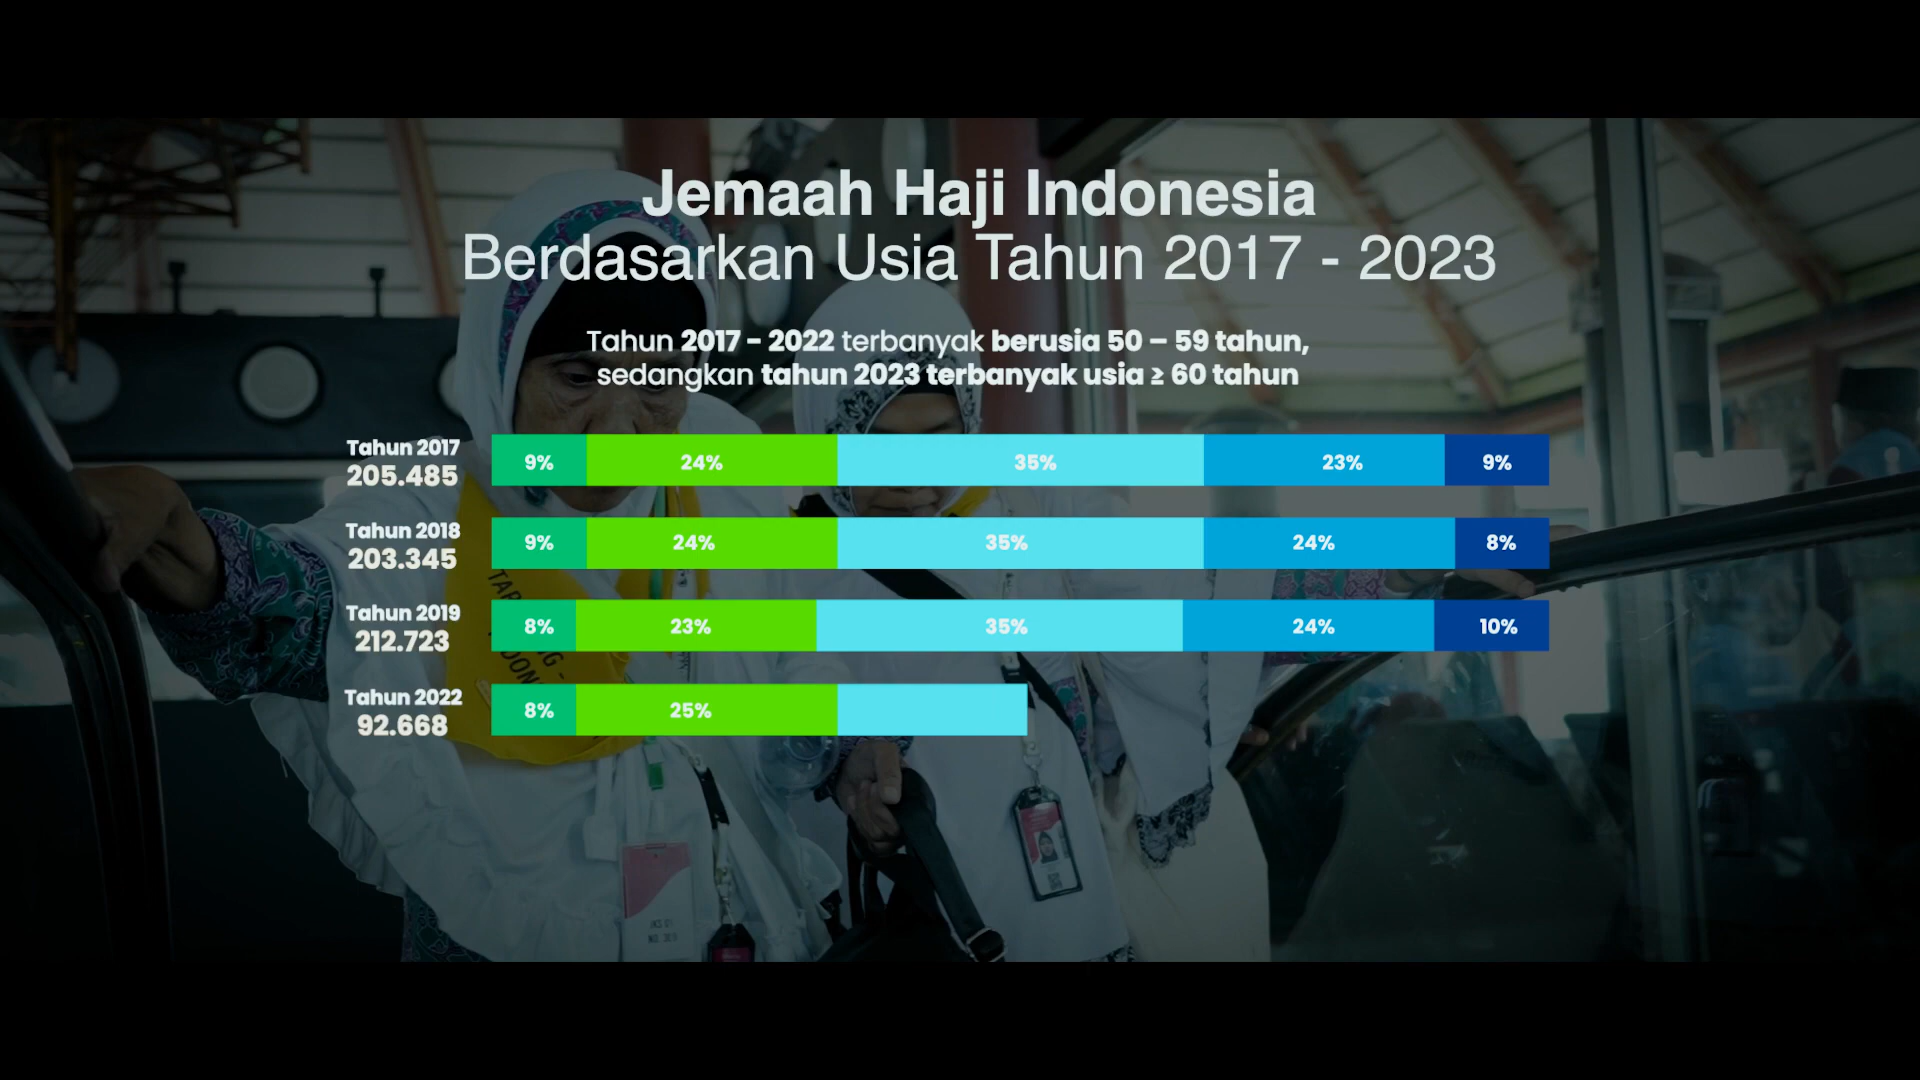 Jemaah Haji Indonesia
Berdasarkan Usia Tahun 2017 - 2023
Tahun 2017 - 2022 terbanyak berusia 50 – 59 tahun,
sedangkan tahun 2023 terbanyak usia ≥ 60 tahun
Tahun 2017
205.485
9% 24% 35% 23% 9%
Tahun 2018
203.345
9% 24% 35% 24% 8%
Tahun 2019
212.723
8% 23% 35% 24% 10%
Tahun 2022
92.668
8% 25%